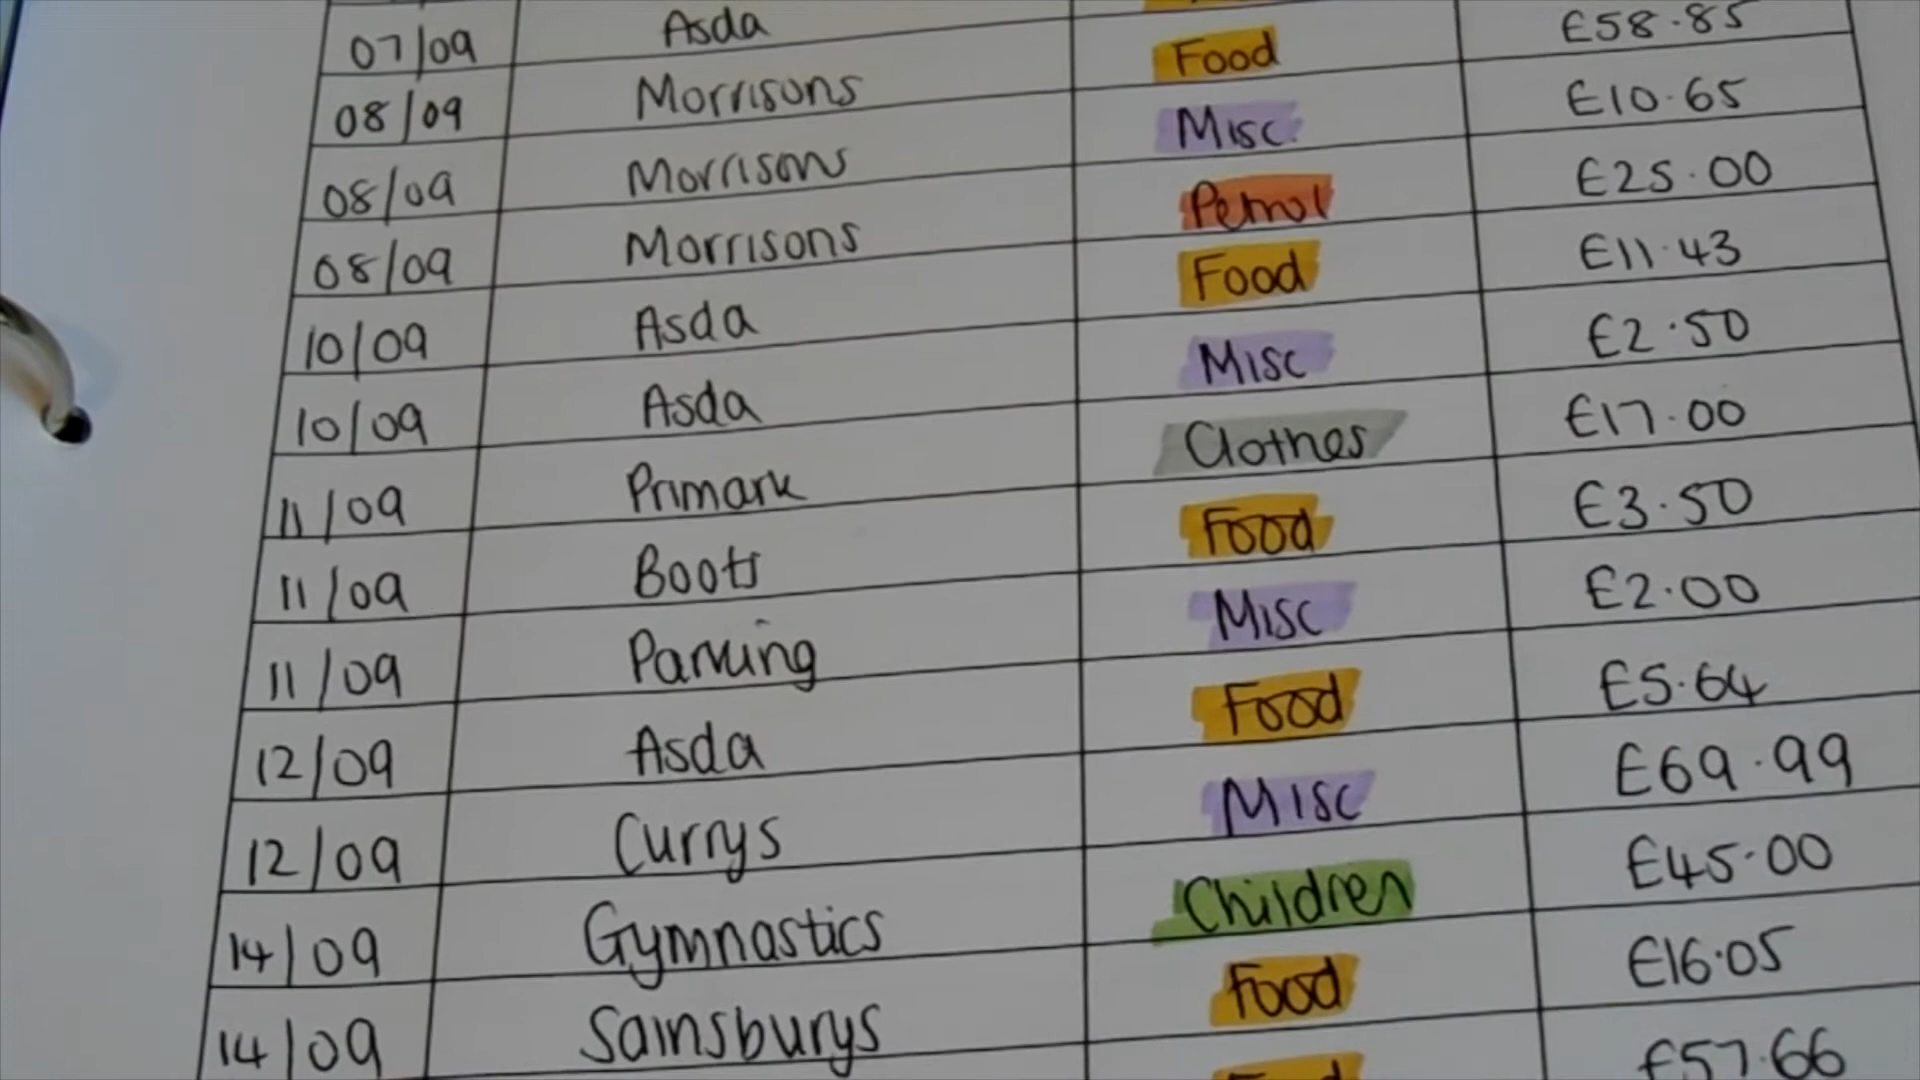 07/09 Asda
08/09 Morrisons Food £58.85
08/09 Morrisons Misc. £10.65
08/09 Morrisons Petrol £25.00
10/09 Asda Food £11.43
10/09 Asda Misc £2.50
11/09 Primark Clothes £17.00
11/09 Boots Food £3.50
11/09 Parking Misc £2.00
12/09 Asda Food £5.64
12/09 Currys Misc £69.99
14/09 Gymnastics Children £45.00
14/09 Sainsburys Food £16.05
Food £57.66